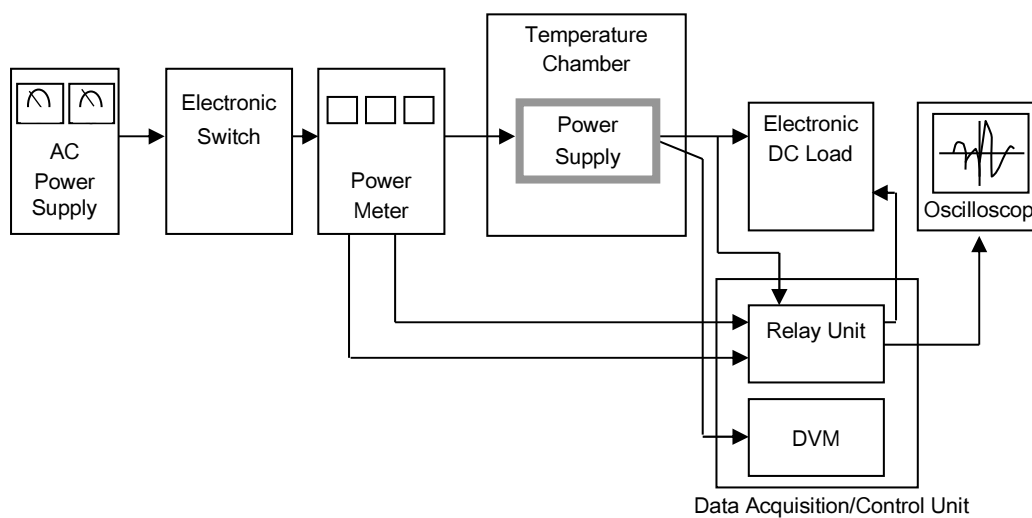 AC
Power
Supply
Electronic
Switch
Power
Meter
Temperature
Chamber
Power
Supply
Electronic
DC Load
Oscilloscop
Relay Unit
DVM
Data Acquisition/Control Unit